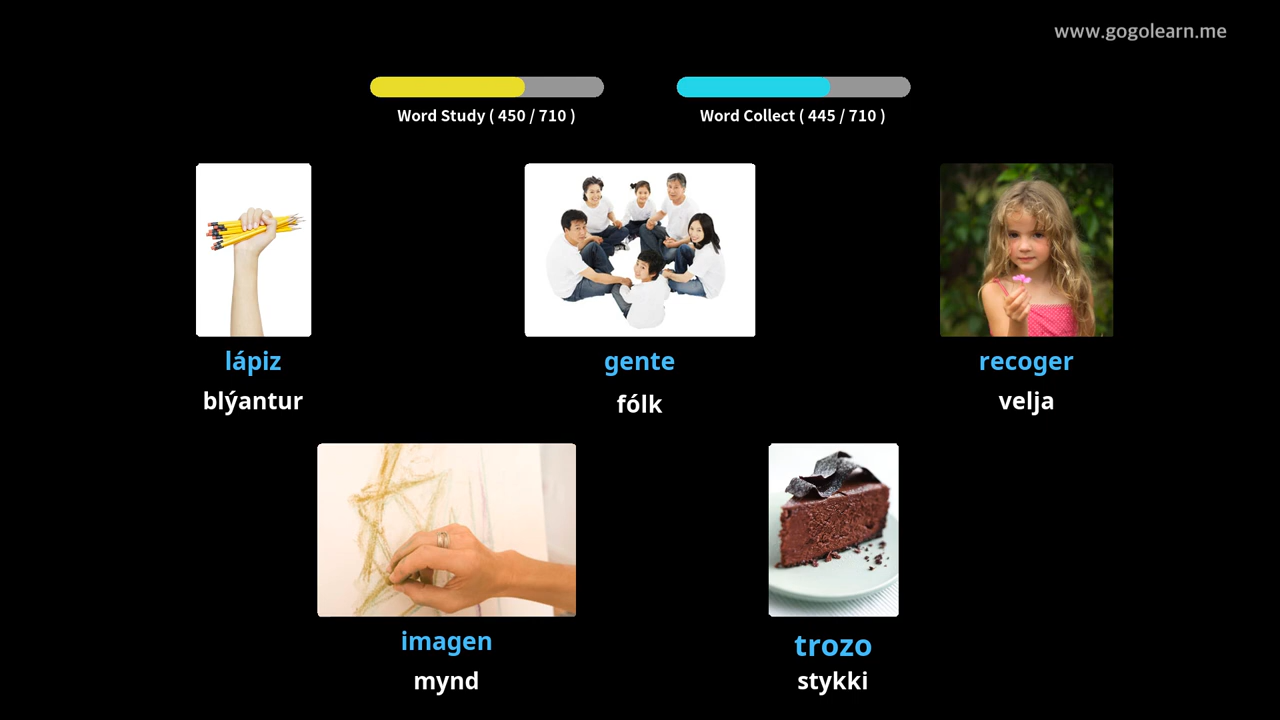 www.gogolearn.me
Word Study ( 450 / 710 )
Word Collect ( 445 / 710 )
lápiz
blýantur
gente
fólk
recoger
velja
imagen
mynd
trozo
stykki